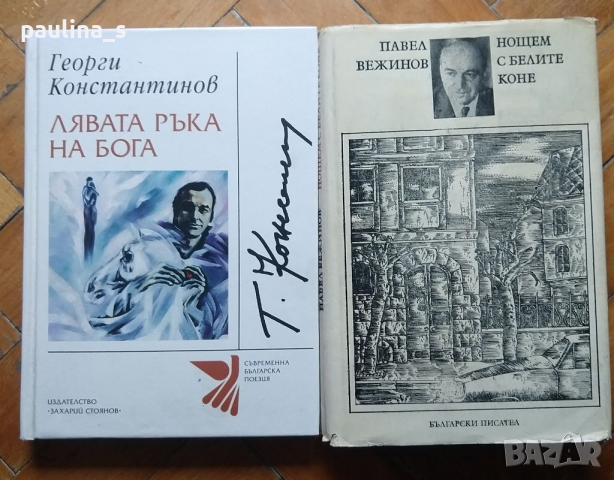 paulina_s
Георги
Константинов
ЛЯВАТА РЪКА
НА БОГА
СЪВРЕМЕННА
БЪЛГАРСКА
ПОЕЗИЯ
ИЗДАТЕЛСТВО
«ЗАХАРИЙ СТОЯНОВ»
ПАВЕЛ
ВЕЖИНОВ
НОЩЕМ
С БЕЛИТЕ
КОНЕ
БЪЛГАРСКИ ПИСАТЕЛ
BAZAR